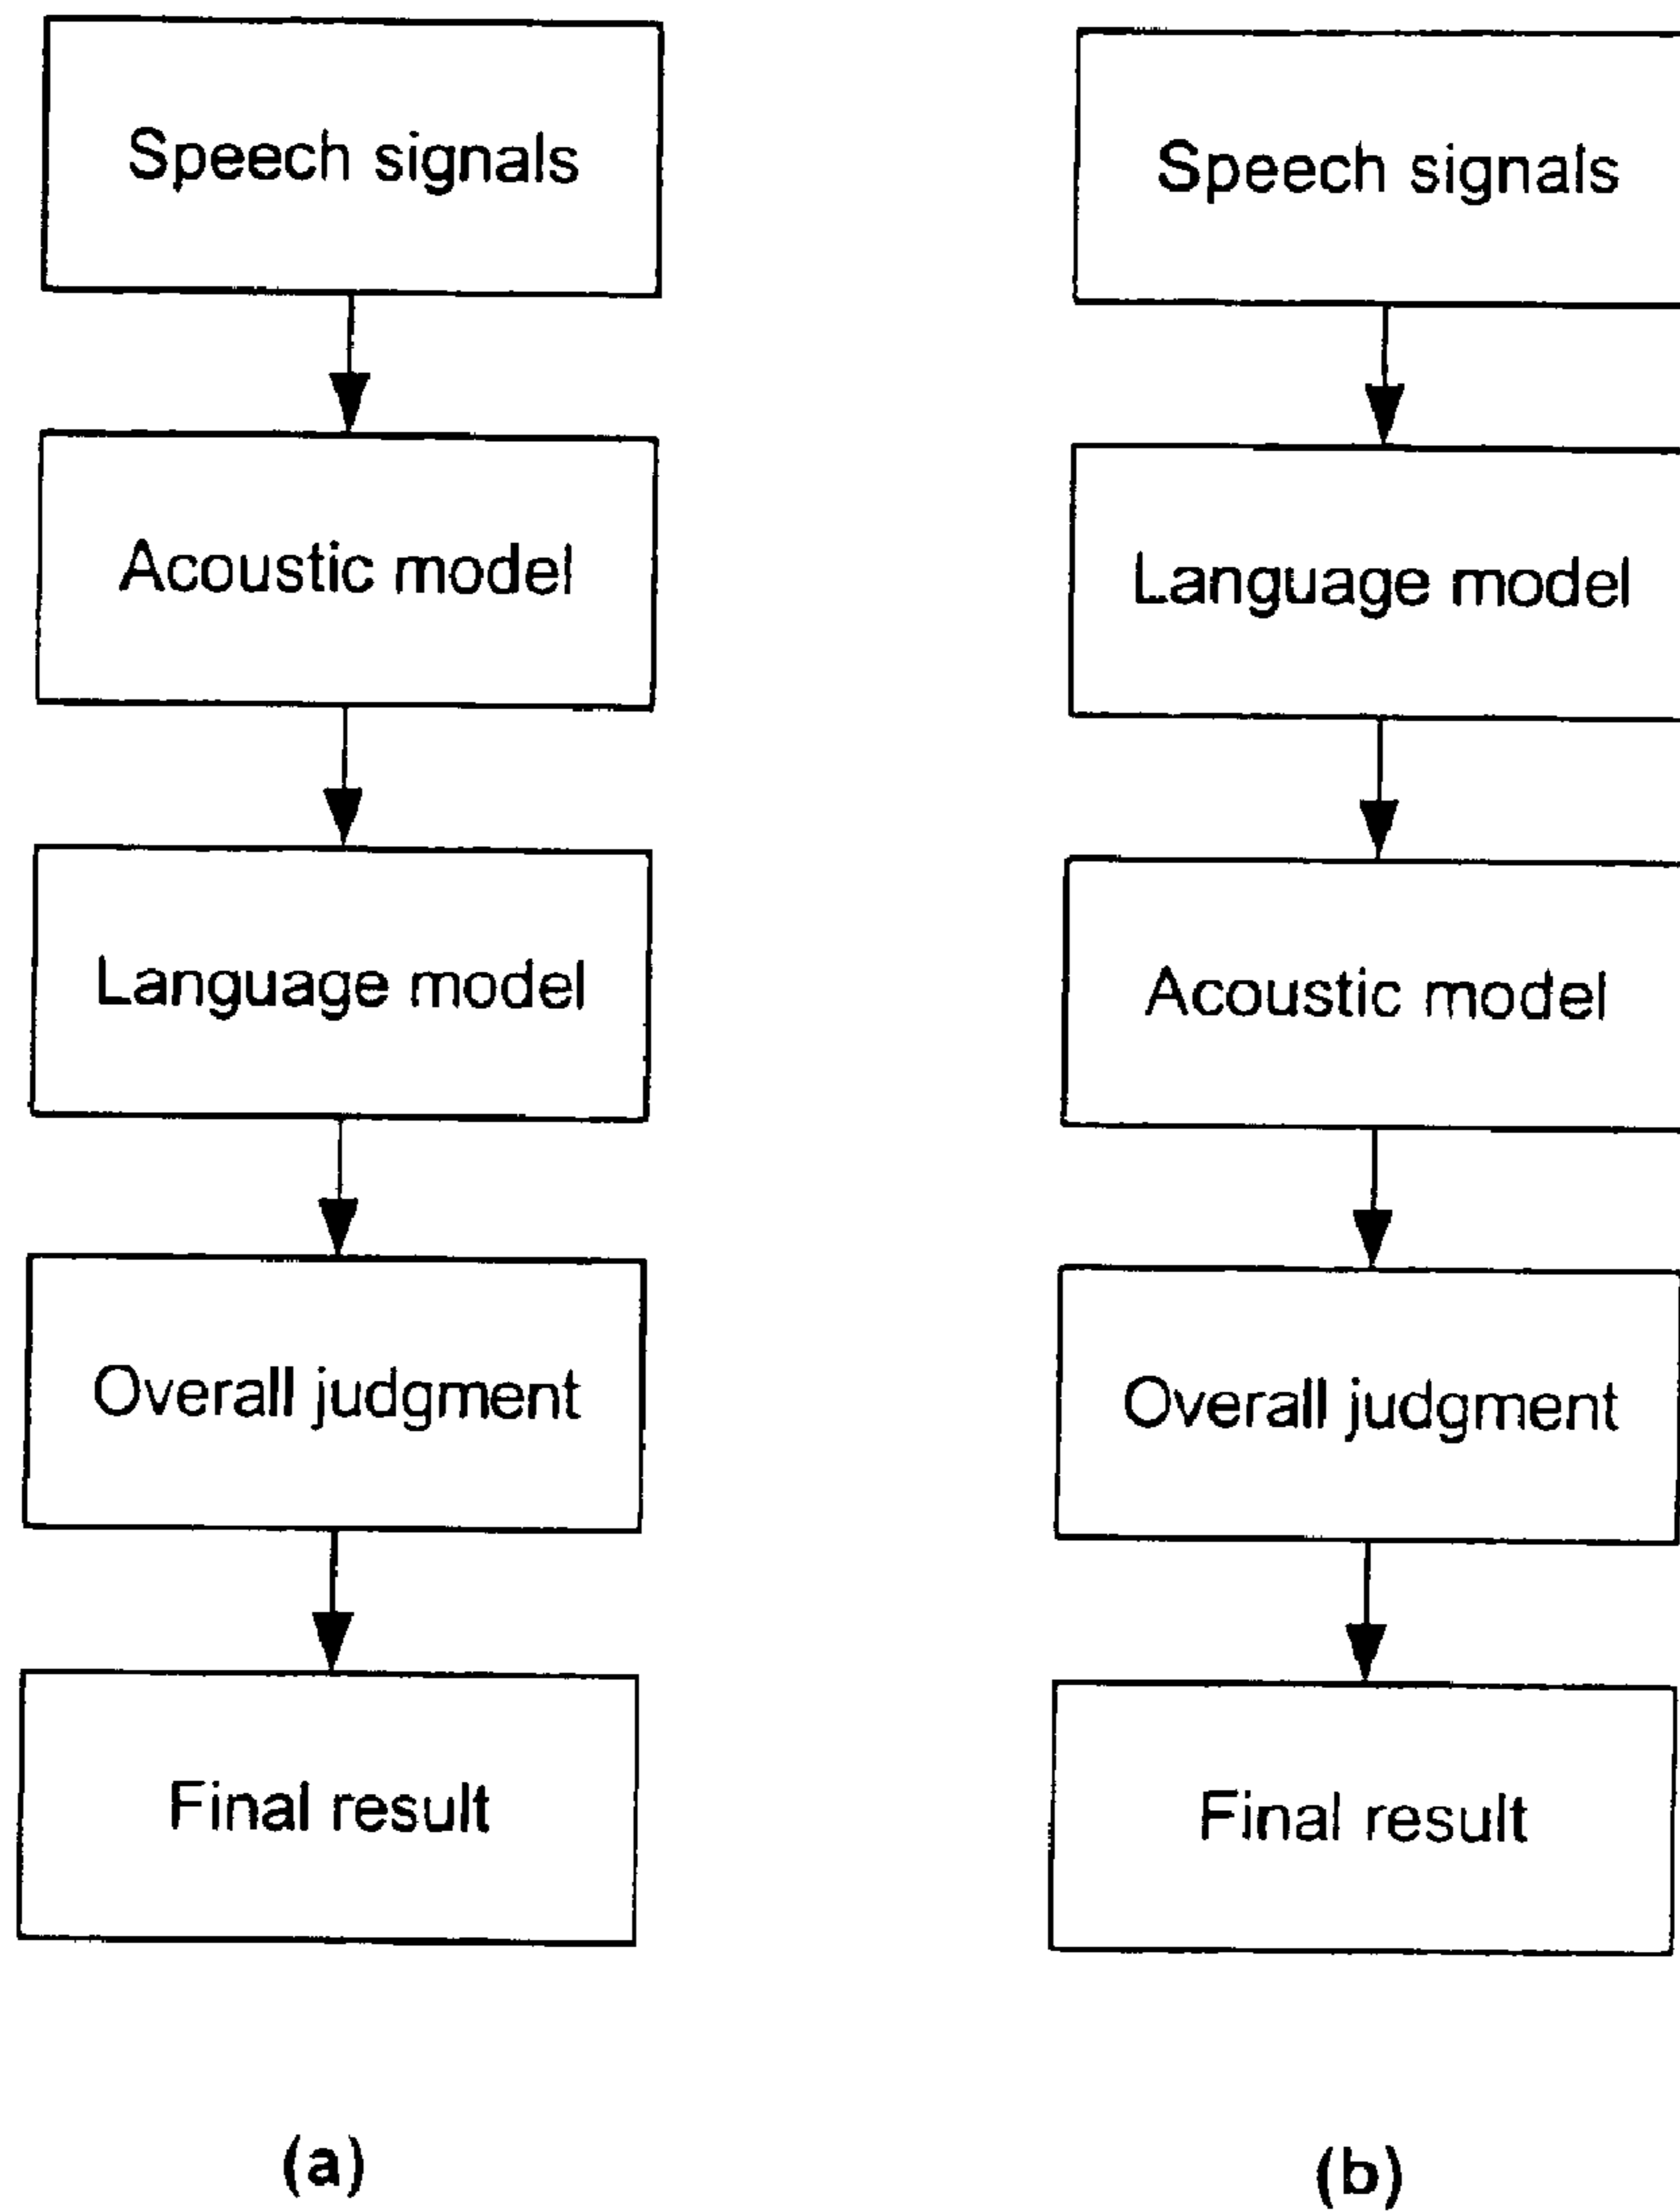 Speech signals
Acoustic model
Language model
Overall judgment
Final result
(a)
Speech signals
Language model
Acoustic model
Overall judgment
Final result
(b)